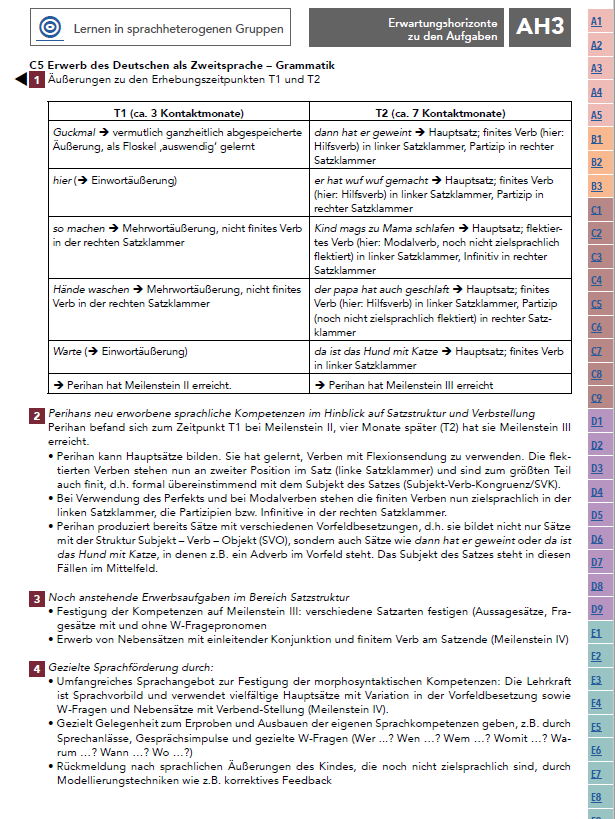 Lernen in sprachheterogenen Gruppen
Erwartungshorizonte
zu den Aufgaben
AH3
C5 Erwerb des Deutschen als Zweitsprache – Grammatik
1 Äußerungen zu den Erhebungszeitpunkten T1 und T2
T1 (ca. 3 Kontaktmonate)
T2 (ca. 7 Kontaktmonate)
Guckmal ➔ vermutlich ganzheitlich abgespeicherte
Äußerung, als Floskel ‚auswendig‘ gelernt
dann hat er geweint ➔ Hauptsatz; finites Verb (hier:
Hilfsverb) in linker Satzklammer, Partizip in rechter
Satzklammer
hier (➔ Einwortäußerung)
er hat wuf wuf gemacht ➔ Hauptsatz; finites Verb
(hier: Hilfsverb) in linker Satzklammer, Partizip in
rechter Satzklammer
so machen ➔ Mehrwortäußerung, nicht finites Verb
in der rechten Satzklammer
Kind mags zu Mama schlafen ➔ Hauptsatz; flektier-
tes Verb (hier: Modalverb, noch nicht zielsprachlich
flektiert) in linker Satzklammer, Infinitiv in rechter
Satzklammer
Hände waschen ➔ Mehrwortäußerung, nicht finites
Verb in der rechten Satzklammer
der papa hat auch geschlaft ➔ Hauptsatz; finites
Verb (hier: Hilfsverb) in linker Satzklammer, Partizip
(noch nicht zielsprachlich flektiert) in rechter Satz-
klammer
Warte (➔ Einwortäußerung)
da ist das Hund mit Katze ➔ Hauptsatz; finites Verb
in linker Satzklammer
➔ Perihan hat Meilenstein II erreicht.
➔ Perihan hat Meilenstein III erreicht
2 Perihans neu erworbene sprachliche Kompetenzen im Hinblick auf Satzstruktur und Verbstellung
Perihan befand sich zum Zeitpunkt T1 bei Meilenstein II, vier Monate später (T2) hat sie Meilenstein III
erreicht.
• Perihan kann Hauptsätze bilden. Sie hat gelernt, Verben mit Flexionsendung zu verwenden. Die flek-
tierten Verben stehen nun an zweiter Position im Satz (linke Satzklammer) und sind zum größten Teil
auch finit, d.h. formal übereinstimmend mit dem Subjekt des Satzes (Subjekt-Verb-Kongruenz/SVK).
• Bei Verwendung des Perfekts und bei Modalverben stehen die finiten Verben nun zielsprachlich in der
linken Satzklammer, die Partizipien bzw. Infinitive in der rechten Satzklammer.
• Perihan produziert bereits Sätze mit verschiedenen Vorfeldbesetzungen, d.h. sie bildet nicht nur Sätze
mit der Struktur Subjekt – Verb – Objekt (SVO), sondern auch Sätze wie dann hat er geweint oder da ist
das Hund mit Katze, in denen z.B. ein Adverb im Vorfeld steht. Das Subjekt des Satzes steht in diesen
Fällen im Mittelfeld.
3 Noch anstehende Erwerbsaufgaben im Bereich Satzstruktur
• Festigung der Kompetenzen auf Meilenstein III: verschiedene Satzarten festigen (Aussagesätze, Fra-
gesätze mit und ohne W-Fragepronomen
• Erwerb von Nebensätzen mit einleitender Konjunktion und finitem Verb am Satzende (Meilenstein IV)
4 Gezielte Sprachförderung durch:
• Umfangreiches Sprachangebot zur Festigung der morphosyntaktischen Kompetenzen: Die Lehrkraft
ist Sprachvorbild und verwendet vielfältige Hauptsätze mit Variation in der Vorfeldbesetzung sowie
W-Fragen und Nebensätze mit Verbend-Stellung (Meilenstein IV).
• Gezielt Gelegenheit zum Erproben und Ausbauen der eigenen Sprachkompetenzen geben, z.B. durch
Sprechanlässe, Gesprächsimpulse und gezielte W-Fragen (Wer ...? Wen …? Wem …? Womit …? Wa-
rum …? Wann …? Wo …?)
• Rückmeldung nach sprachlichen Äußerungen des Kindes, die noch nicht zielsprachlich sind, durch
Modellierungstechniken wie z.B. korrektives Feedback
A1
A2
A3
A4
A5
B1
B2
B3
C1
C2
C3
C4
C5
C6
C7
C8
C9
D1
D2
D3
D4
D5
D6
D7
D8
D9
E1
E2
E3
E4
E5
E6
E7
E8